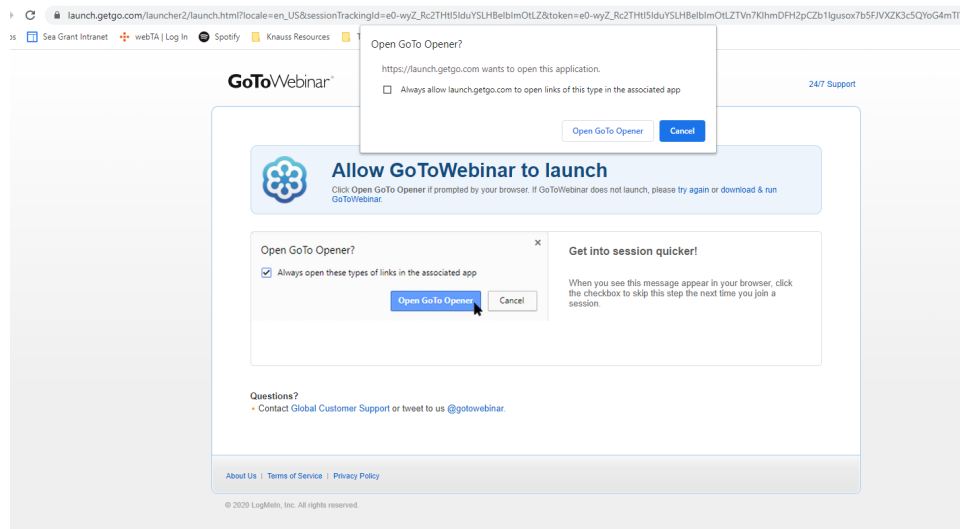 launch.getgo.com/launcher2/launch.html?locale=en_US&sessionTrackingId=e0-wyZ_Rc2THtI5IduYSLHBelbImOtLZ&token=e0-wyZ_Rc2THtI5IduYSLHBelbImOtLZTVn7KlhmDFH2pCZb1Igusox7b5FJVXZK3c5QYoG4mTI
Sea Grant Intranet webTA | Log In Spotify Knauss Resources
Open GoTo Opener?
https://launch.getgo.com wants to open this application.
Always allow launch.getgo.com to open links of this type in the associated app
Open GoTo Opener Cancel
GoToWebinar
24/7 Support
Allow GoToWebinar to launch
Click Open GoTo Opener if prompted by your browser. If GoToWebinar does not launch, please try again or download & run
GoToWebinar.
Open GoTo Opener?
×
Always open these types of links in the associated app
Open GoTo Opener Cancel
Get into session quicker!
When you see this message appear in your browser, click
the checkbox to skip this step the next time you join a
session.
Questions?
• Contact Global Customer Support or tweet to us @gotowebinar.
About Us | Terms of Service | Privacy Policy
© 2020 LogMeIn, Inc. All rights reserved.